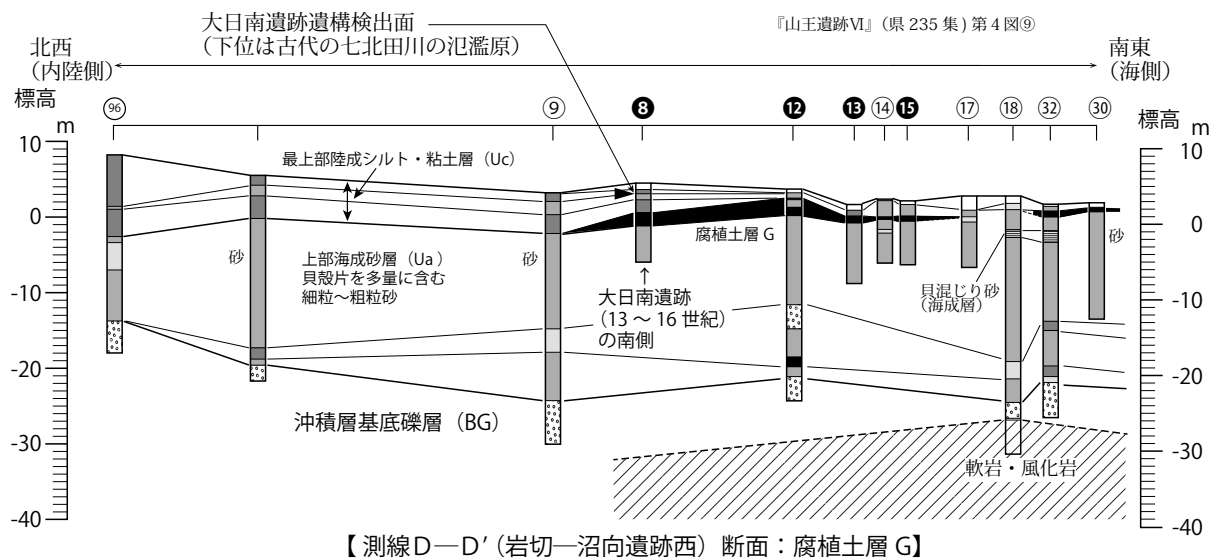 『山王遺跡Ⅵ』（県 235 集）第４図⑨
大日南遺跡遺構検出面
（下位は古代の七北田川の氾濫原）
北西
（内陸側）
南東
（海側）
標高
m
標高
m
96
⑨
❽
⓬
⓭
⑭
⓯
⑰
⑱
㉜
㉚
10
0
-10
-20
-30
-40
10
0
-10
-20
-30
-40
最上部陸成シルト・粘土層（Uc）
砂
上部海成砂層（Ua）
貝殻片を多量に含む
細粒～粗粒砂
砂
腐植土層 G
大日南遺跡
（13 ～ 16 世紀）
の南側
貝混じり砂
（海成層）
砂
沖積層基底礫層（BG）
軟岩・風化岩
【 測線Ｄ―Ｄ′（岩切―沼向遺跡西）断面：腐植土層 G】